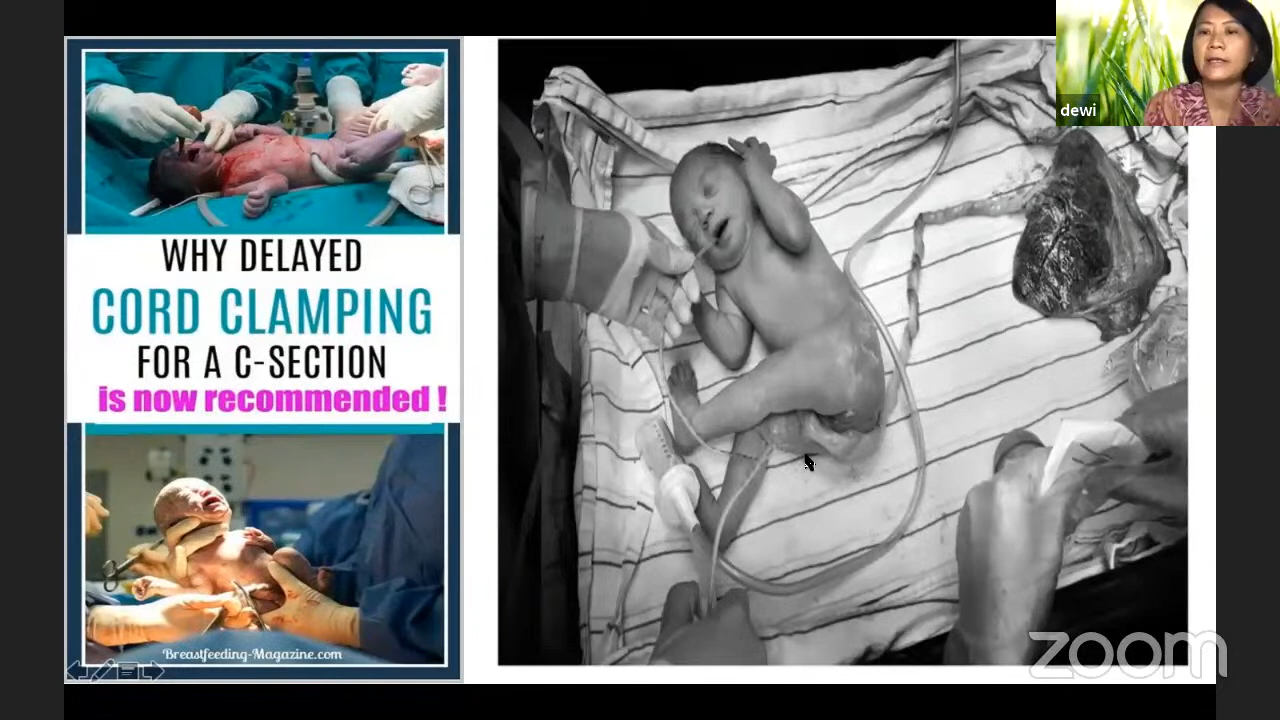 dewi
WHY DELAYED
CORD CLAMPING
FOR A C-SECTION
is now recommended !
Breastfeeding-Magazine.com
zoom